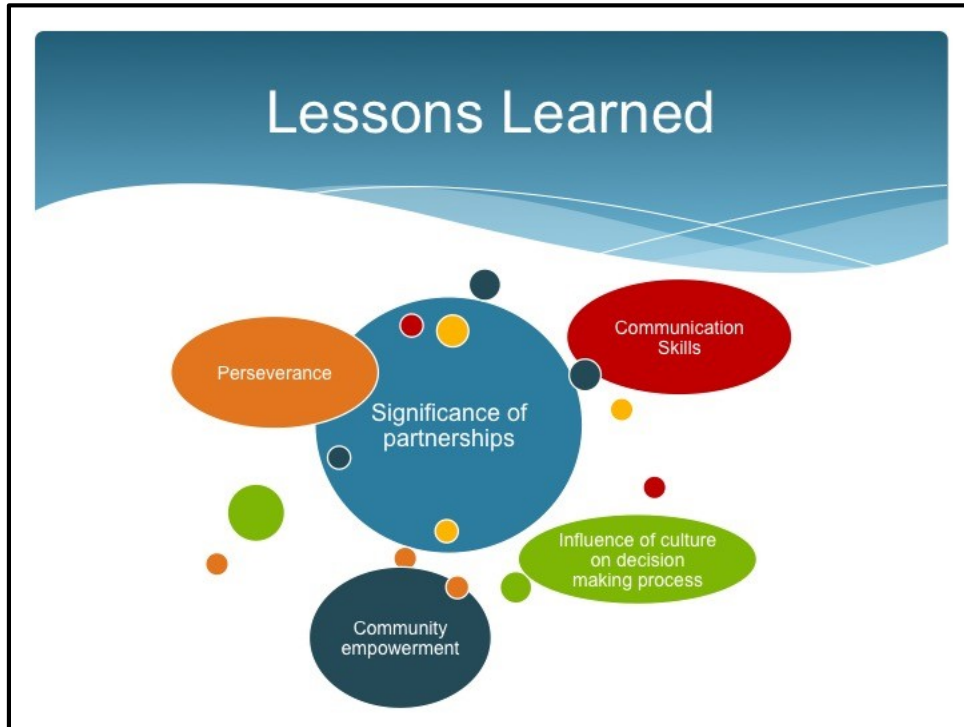 Lessons Learned
Communication
Skills
Perseverance
Significance of
partnerships
Influence of culture
on decision
making process
Community
empowerment